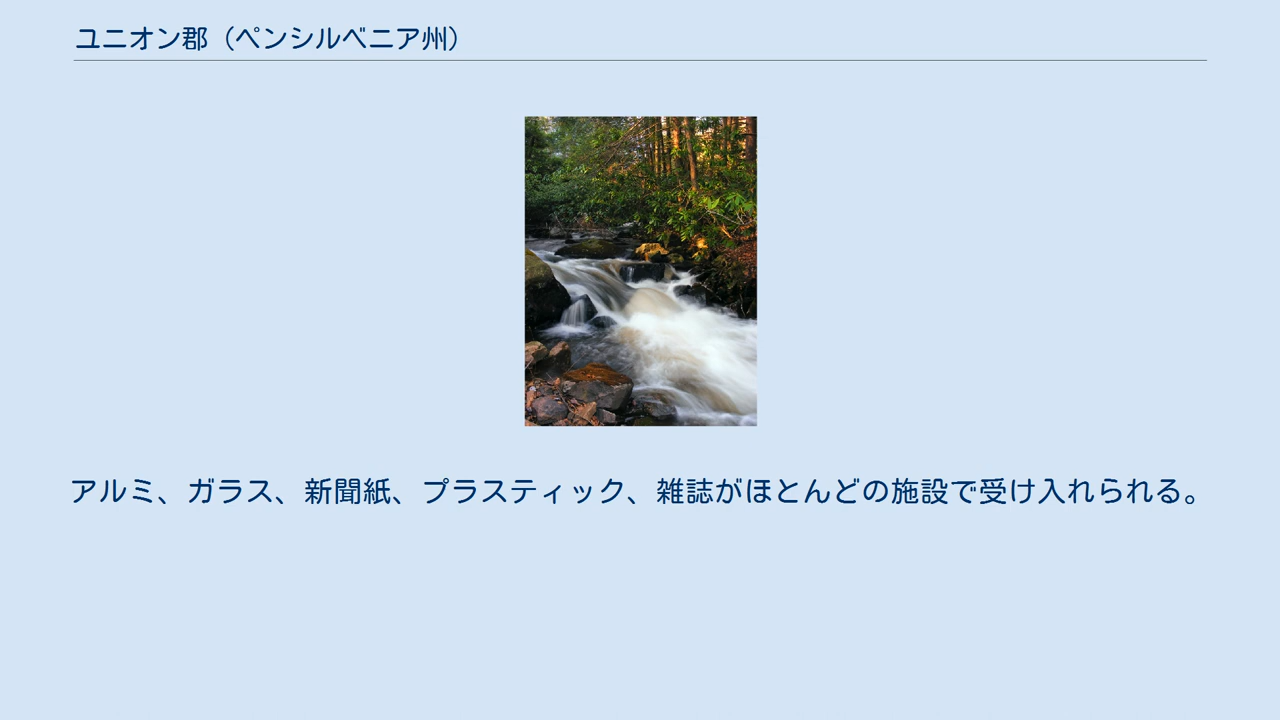 ユニオン郡（ペンシルベニア州）
アルミ、ガラス、新聞紙、プラスティック、雑誌がほとんどの施設で受け入れられる。